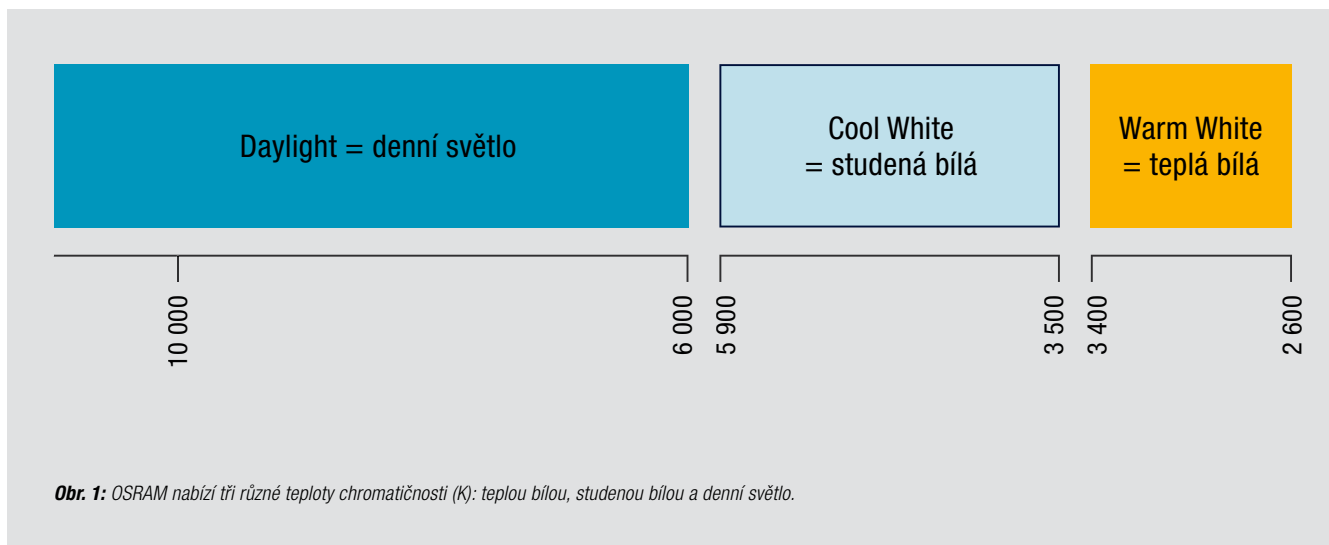 Daylight = denní světlo
Cool White
= studená bílá
Warm White
= teplá bílá
10 000
6 000
5 900
3 500
3 400
2 600
Obr. 1: OSRAM nabízí tři různé teploty chromatičnosti (K): teplou bílou, studenou bílou a denní světlo.